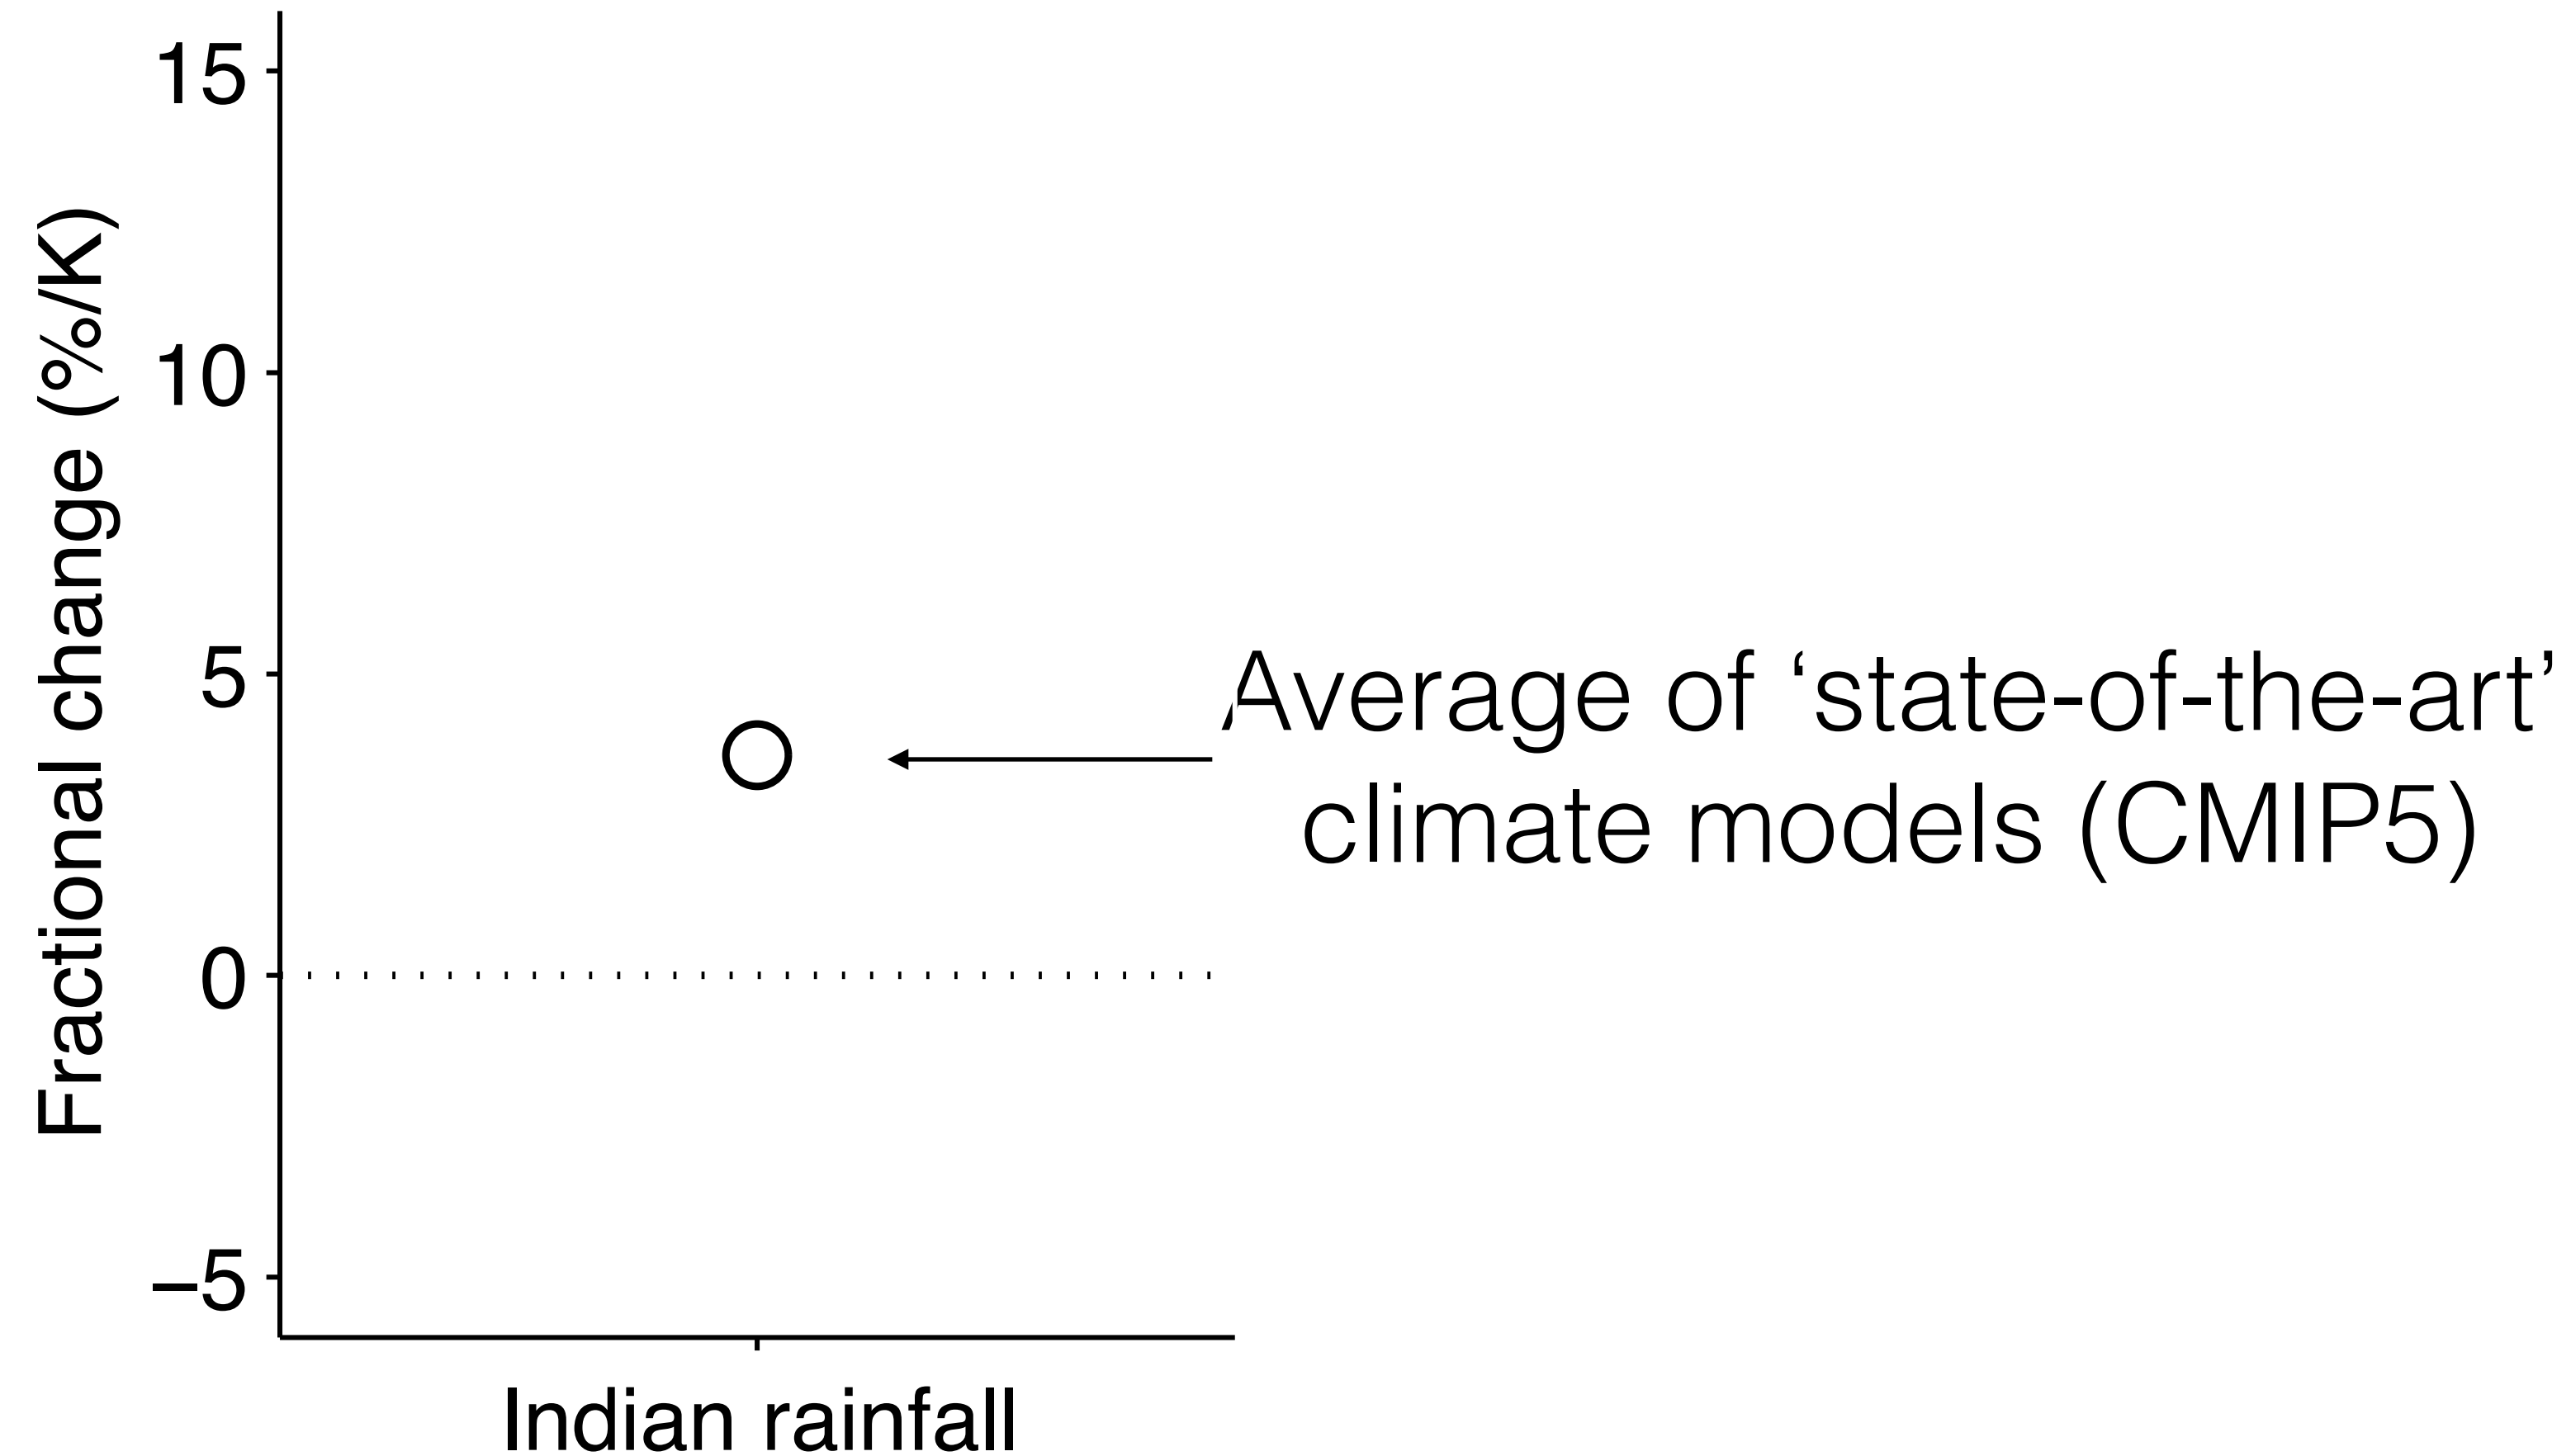 Fractional change (%/K)
15
10
5
0
−5
Average of ‘state-of-the-art’
climate models (CMIP5)
Indian rainfall